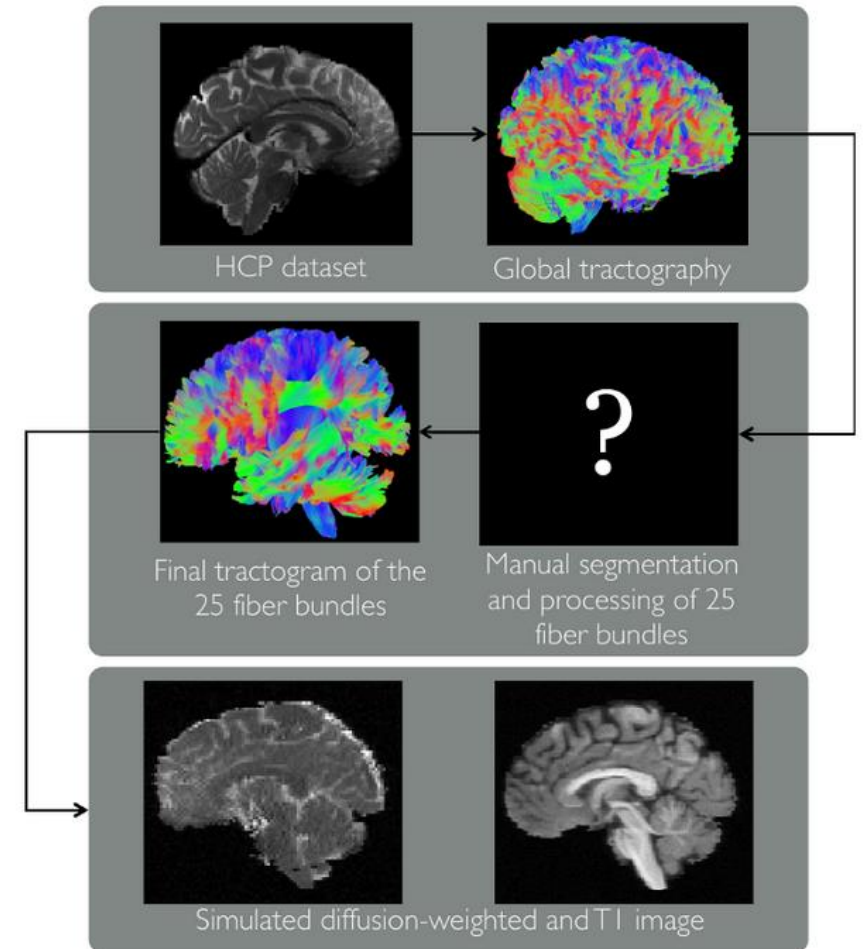 HCP dataset
Global tractography
?
Final tractogram of the
25 fiber bundles
Manual segmentation
and processing of 25
fiber bundles
Simulated diffusion-weighted and T1 image